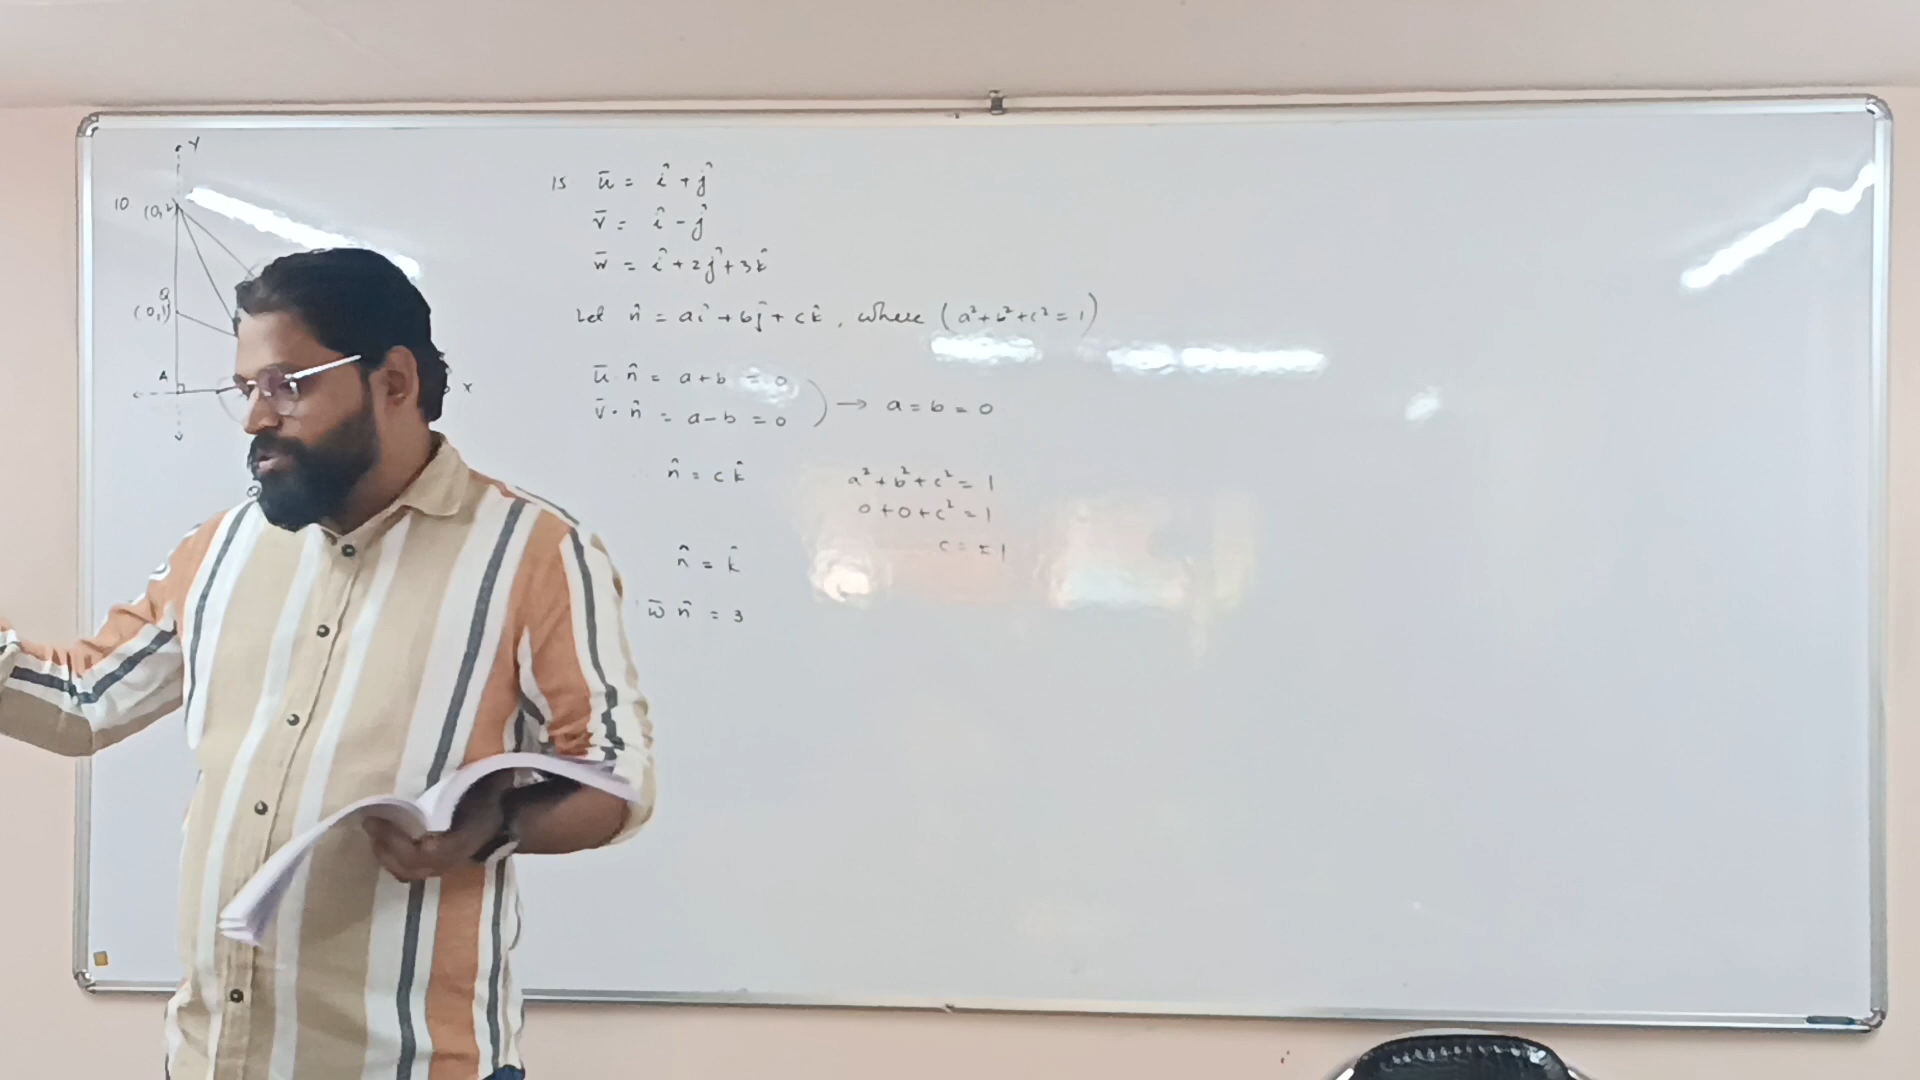 Y
10 (0,2)
Q
(0,1)
A
X
15 ū = î + ĵ
v̄ = î - ĵ
w̄ = î + 2ĵ + 3k̂
Let n̂ = aî + bĵ + ck̂, where (a² + b² + c² = 1)
ū · n̂ = a + b = 0
v̄ · n̂ = a - b = 0 → a = b = 0
n̂ = ck̂
a² + b² + c² = 1
0 + 0 + c² = 1
c = ±1
n̂ = k̂
w̄ n̂ = 3